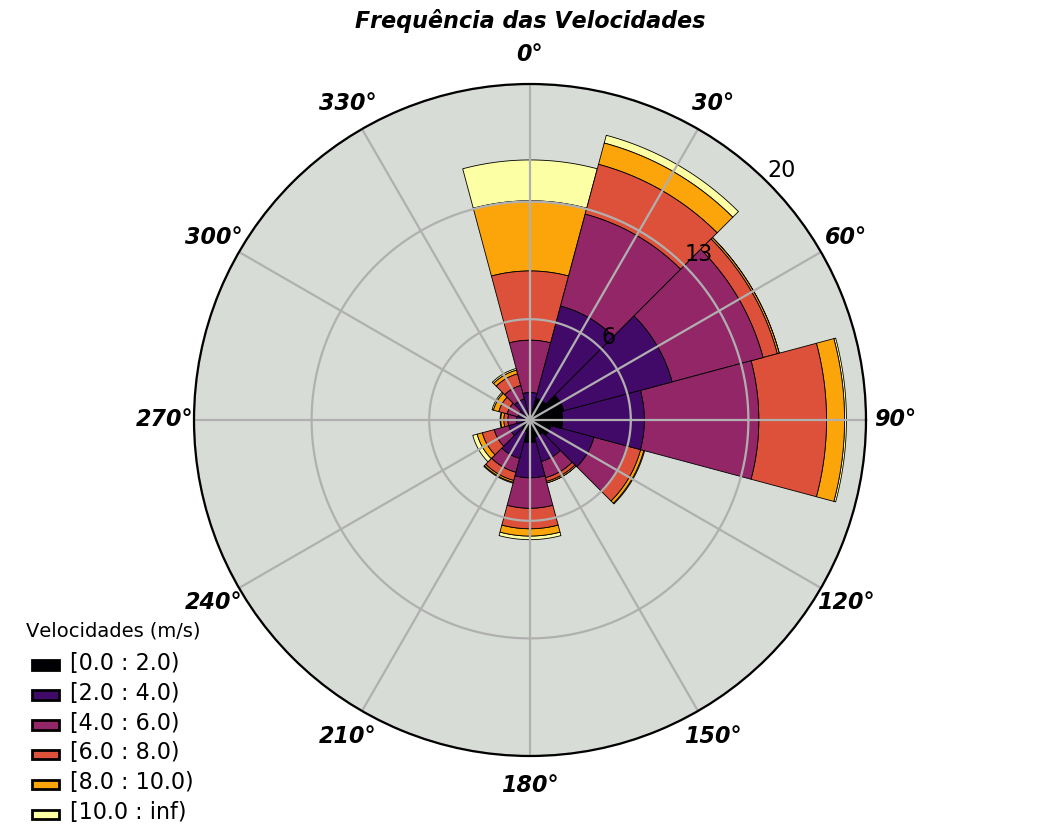 Frequência das Velocidades
0°
330°
30°
20
300°
60°
13
6
270°
90°
240°
120°
210°
150°
180°
Velocidades (m/s)
[0.0 : 2.0)
[2.0 : 4.0)
[4.0 : 6.0)
[6.0 : 8.0)
[8.0 : 10.0)
[10.0 : inf)